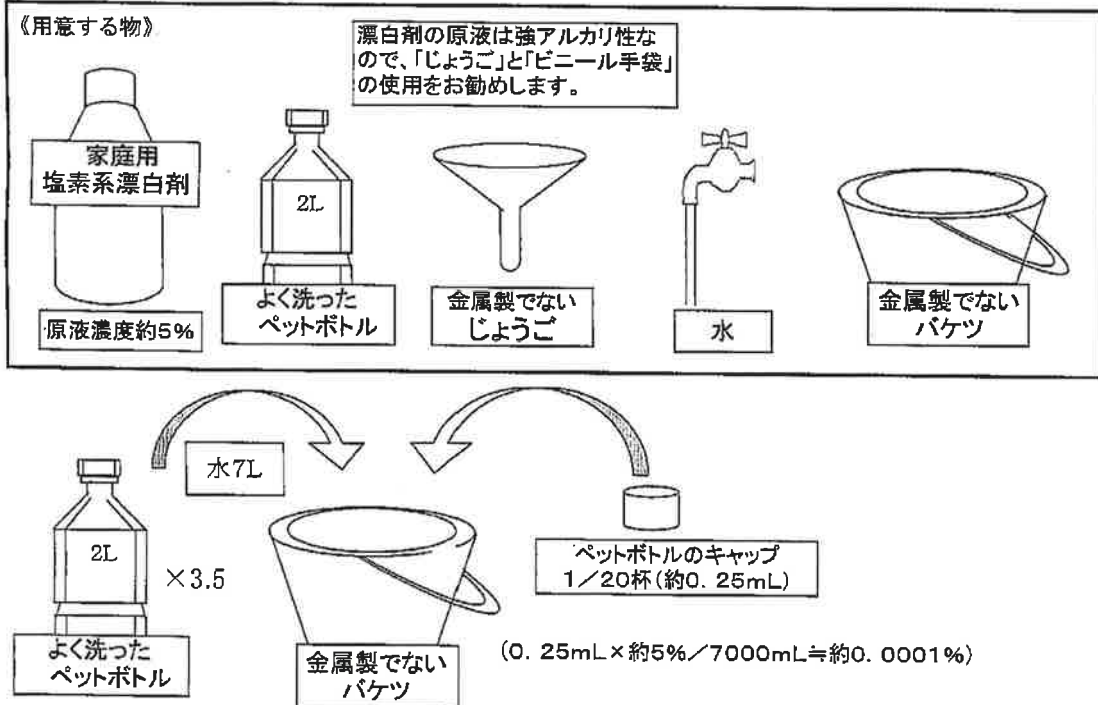 《用意する物》
漂白剤の原液は強アルカリ性な
ので、「じょうご」と「ビニール手袋」
の使用をお勧めします。
家庭用
塩素系漂白剤
原液濃度約5%
2L
よく洗った
ペットボトル
金属製でない
じょうご
水
金属製でない
バケツ
水7L
2L
×3.5
よく洗った
ペットボトル
金属製でない
バケツ
ペットボトルのキャップ
1/20杯(約0.25mL)
(0.25mL×約5%/7000mL≒約0.0001%)